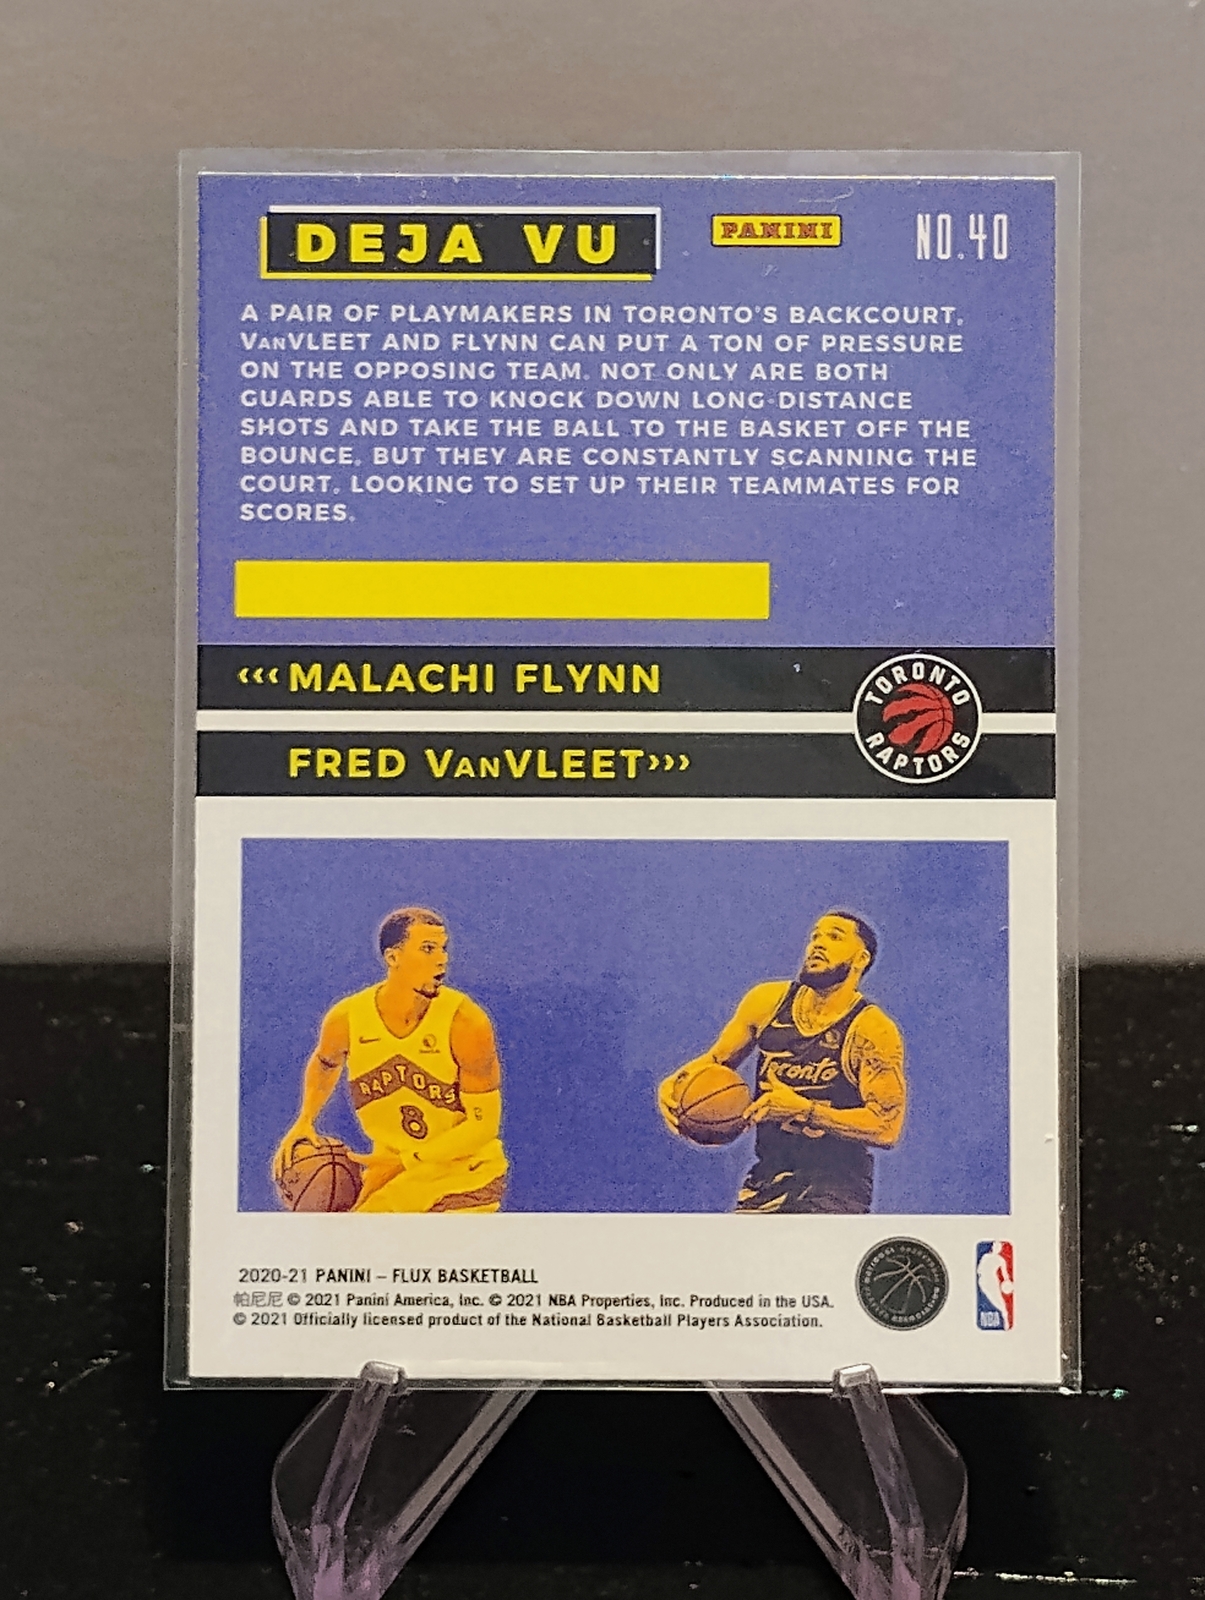 DEJA VU
PANINI
NO.40
A PAIR OF PLAYMAKERS IN TORONTO'S BACKCOURT,
VANVLEET AND FLYNN CAN PUT A TON OF PRESSURE
ON THE OPPOSING TEAM. NOT ONLY ARE BOTH
GUARDS ABLE TO KNOCK DOWN LONG-DISTANCE
SHOTS AND TAKE THE BALL TO THE BASKET OFF THE
BOUNCE, BUT THEY ARE CONSTANTLY SCANNING THE
COURT, LOOKING TO SET UP THEIR TEAMMATES FOR
SCORES.
‹‹‹MALACHI FLYNN
TORONTO
RAPTORS
FRED VANVLEET›››
RAPTORS
8
Toronto
2020-21 PANINI – FLUX BASKETBALL
帕尼尼 © 2021 Panini America, Inc. © 2021 NBA Properties, Inc. Produced in the USA.
© 2021 Officially licensed product of the National Basketball Players Association.
NBA